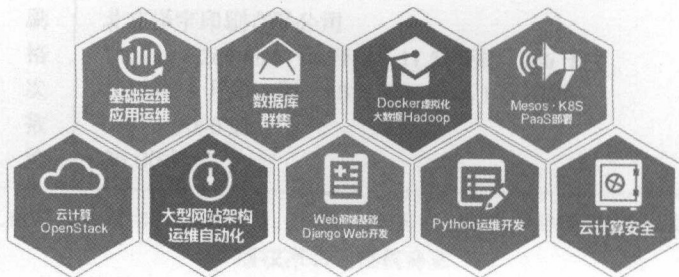 基础运维
应用运维
数据库
群集
Docker虚拟化
大数据Hadoop
Mesos·K8S
PaaS部署
云计算
OpenStack
大型网站架构
运维自动化
Web前端基础
Django Web开发
Python运维开发
云计算安全